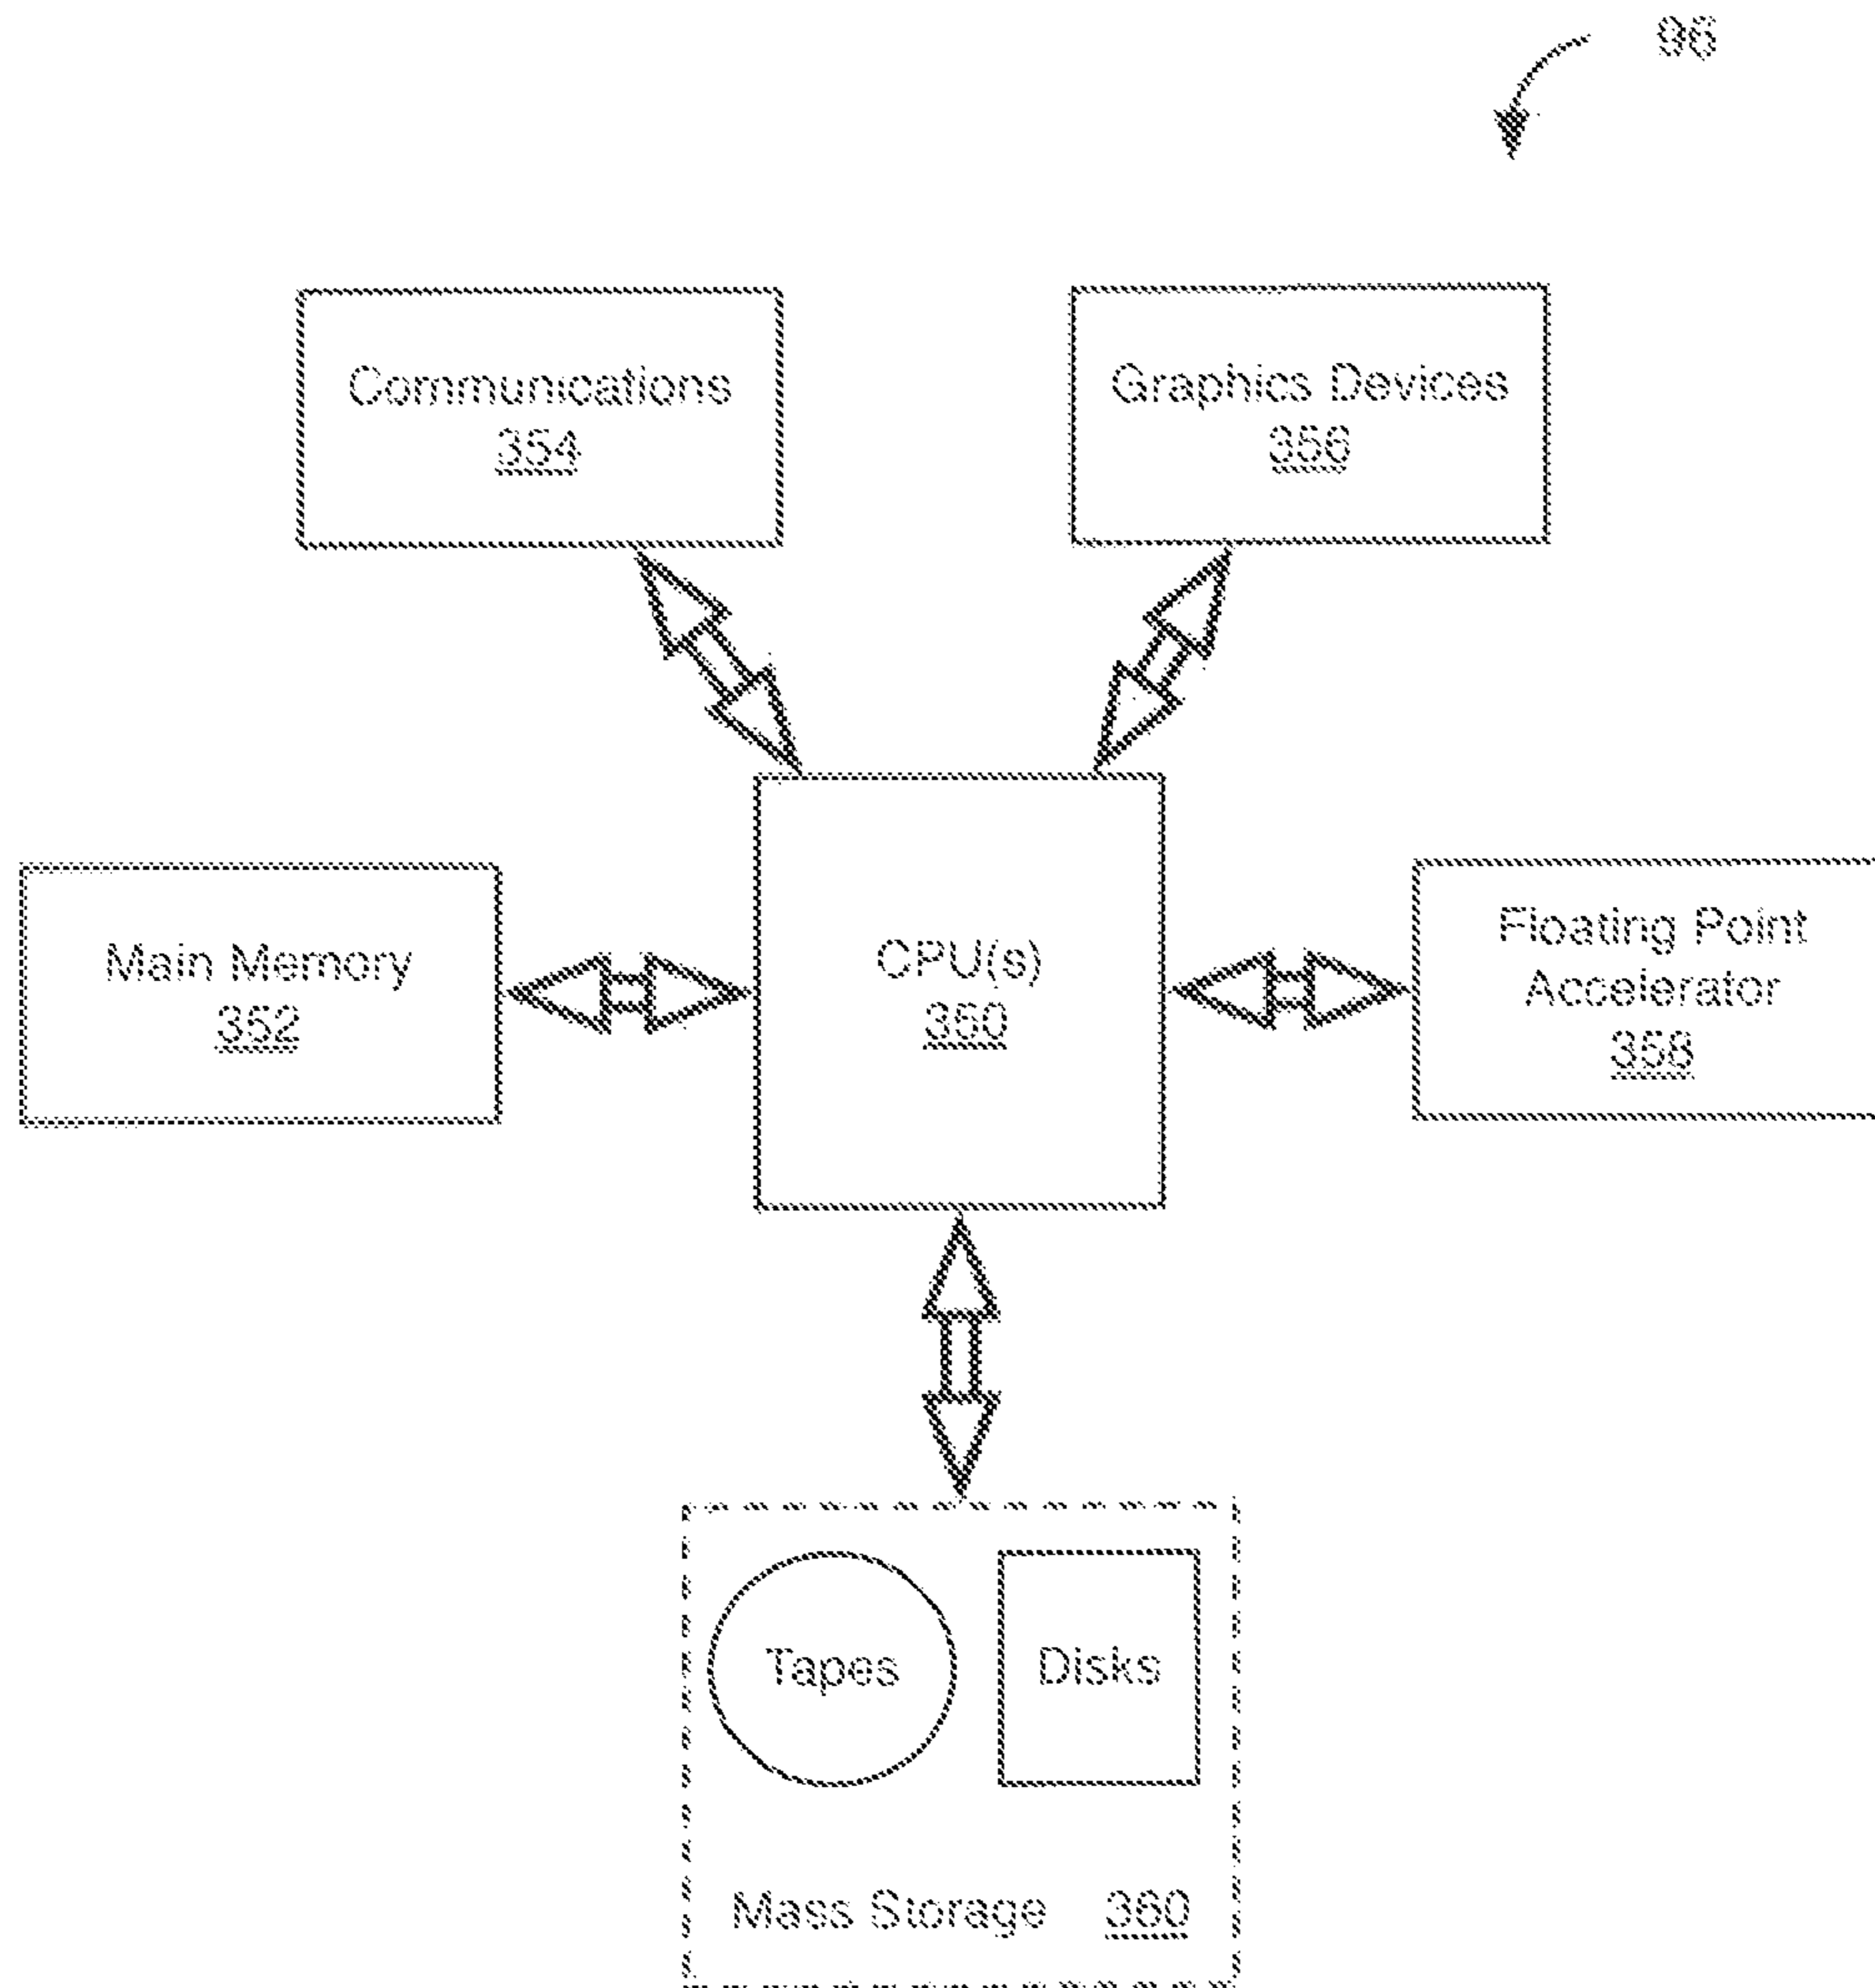 96
Communications
354
Graphics Devices
356
Main Memory
352
CPU(s)
350
Floating Point
Accelerator
358
Tapes
Disks
Mass Storage 360